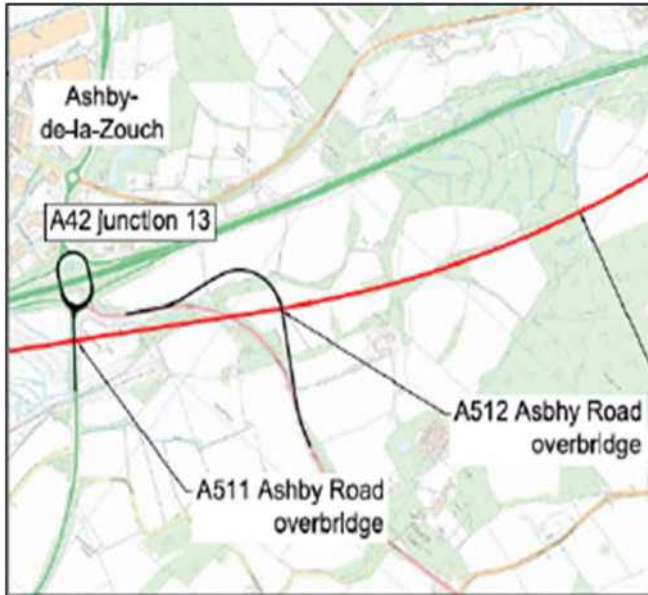 Ashby-
de-la-Zouch
A42 junction 13
A512 Asbhy Road
overbridge
A511 Ashby Road
overbridge